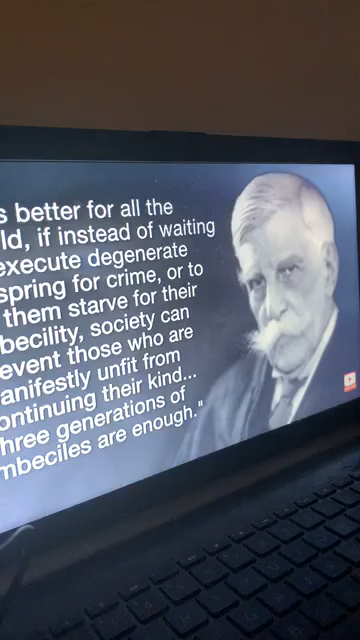 s better for all the
ld, if instead of waiting
execute degenerate
spring for crime, or to
them starve for their
becility, society can
event those who are
anifestly unfit from
ontinuing their kind...
hree generations of
mbeciles are enough."